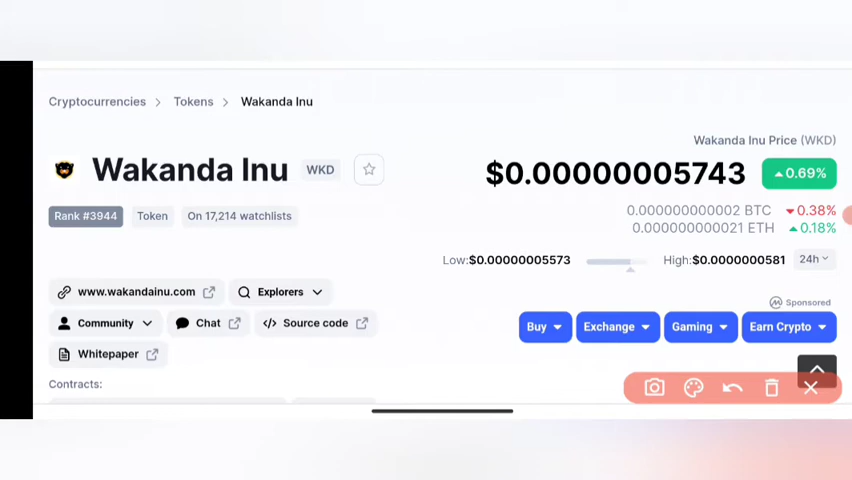 Cryptocurrencies > Tokens > Wakanda Inu
Wakanda Inu Price (WKD)
Wakanda Inu WKD
$0.00000005743 0.69%
Rank #3944 Token On 17,214 watchlists
0.000000000002 BTC 0.38%
0.000000000021 ETH 0.18%
Low:$0.00000005573 High:$0.0000000581 24h
www.wakandainu.com Explorers
Sponsored
Community Chat Source code
Buy Exchange Gaming Earn Crypto
Whitepaper
Contracts: